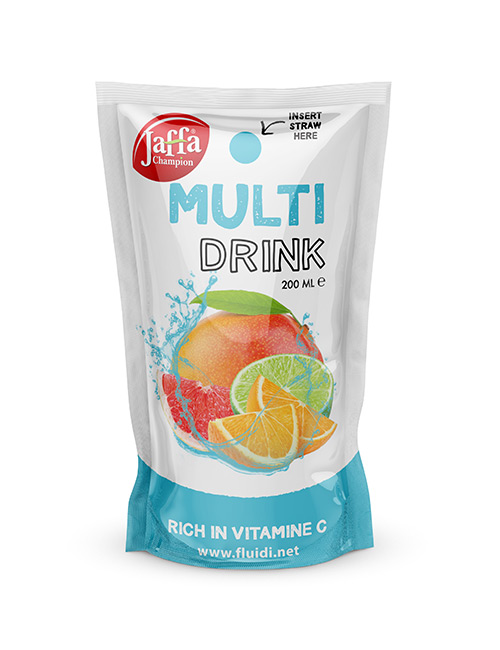 Jaffa®
Champion
INSERT
STRAW
HERE
MULTI
DRINK
200 ML ℮
RICH IN VITAMINE C
www.fluidi.net